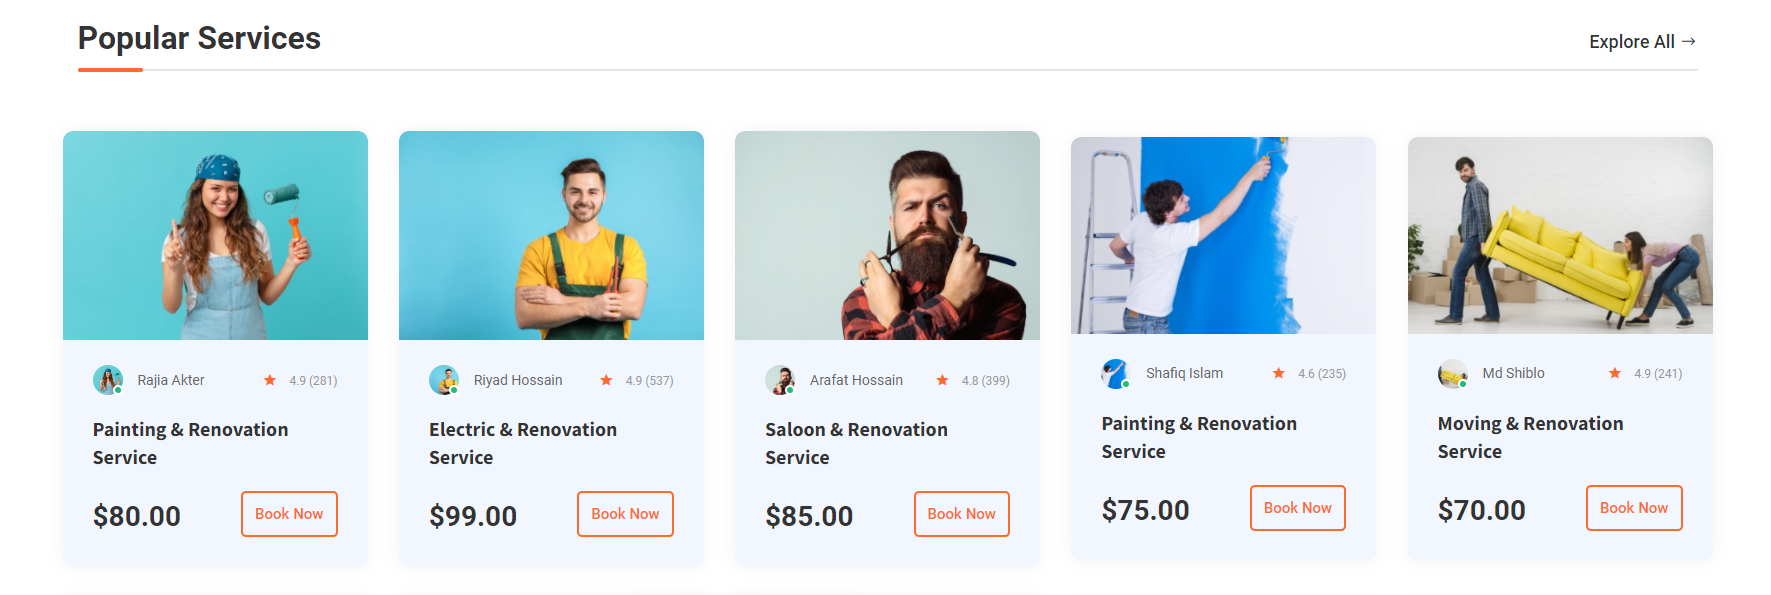 Popular Services
Explore All →
Rajia Akter 4.9 (281)
Painting & Renovation
Service
$80.00 Book Now
Riyad Hossain 4.9 (537)
Electric & Renovation
Service
$99.00 Book Now
Arafat Hossain 4.8 (399)
Saloon & Renovation
Service
$85.00 Book Now
Shafiq Islam 4.6 (235)
Painting & Renovation
Service
$75.00 Book Now
Md Shiblo 4.9 (241)
Moving & Renovation
Service
$70.00 Book Now